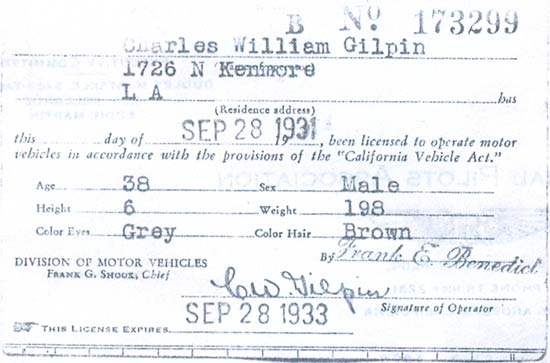 B No 173299
Charles William Gilpin
1726 N Kenmore
L A has
(Residence address)
this day of SEP 28 1931 19 , been licensed to operate motor
vehicles in accordance with the provisions of the "California Vehicle Act."
Age 38 Sex Male
Height 6 Weight 198
Color Eyes Grey Color Hair Brown
DIVISION OF MOTOR VEHICLES By Frank E. Benedict
FRANK G. SNOOK, Chief
C W Gilpin
Signature of Operator
THIS LICENSE EXPIRES SEP 28 1933